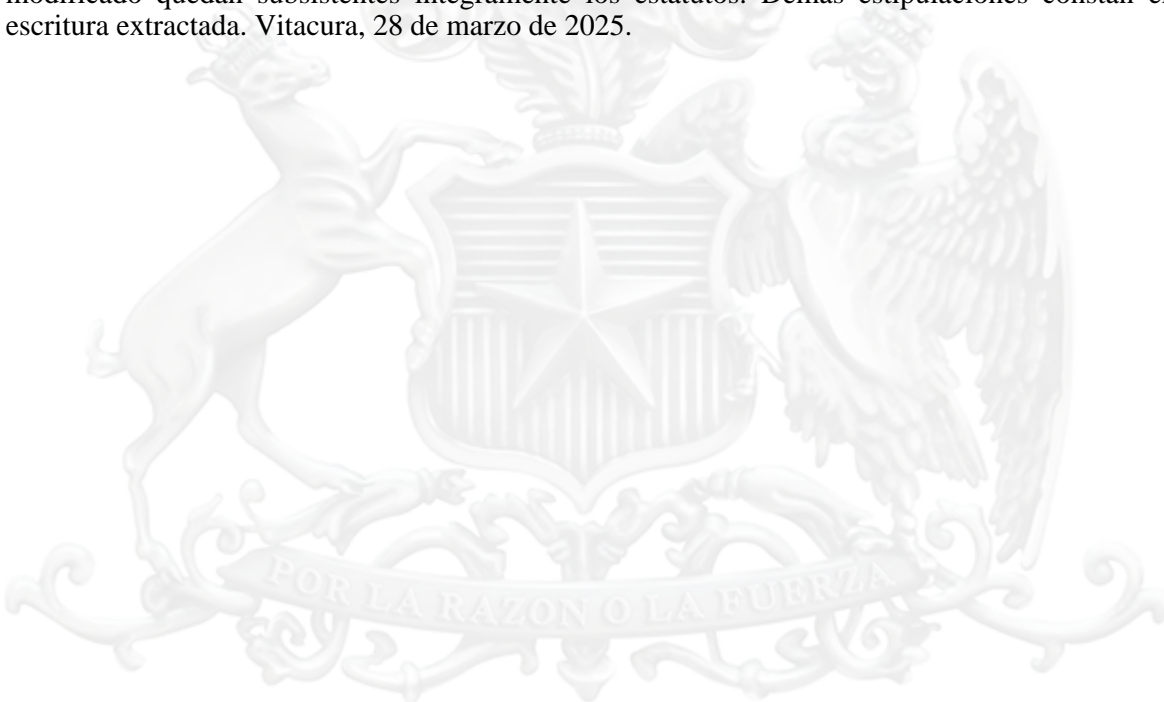 modificado quedan subsistentes íntegramente los estatutos. Demás estipulaciones constan
escritura extractada. Vitacura, 28 de marzo de 2025.
POR LA RAZON O LA FUERZA